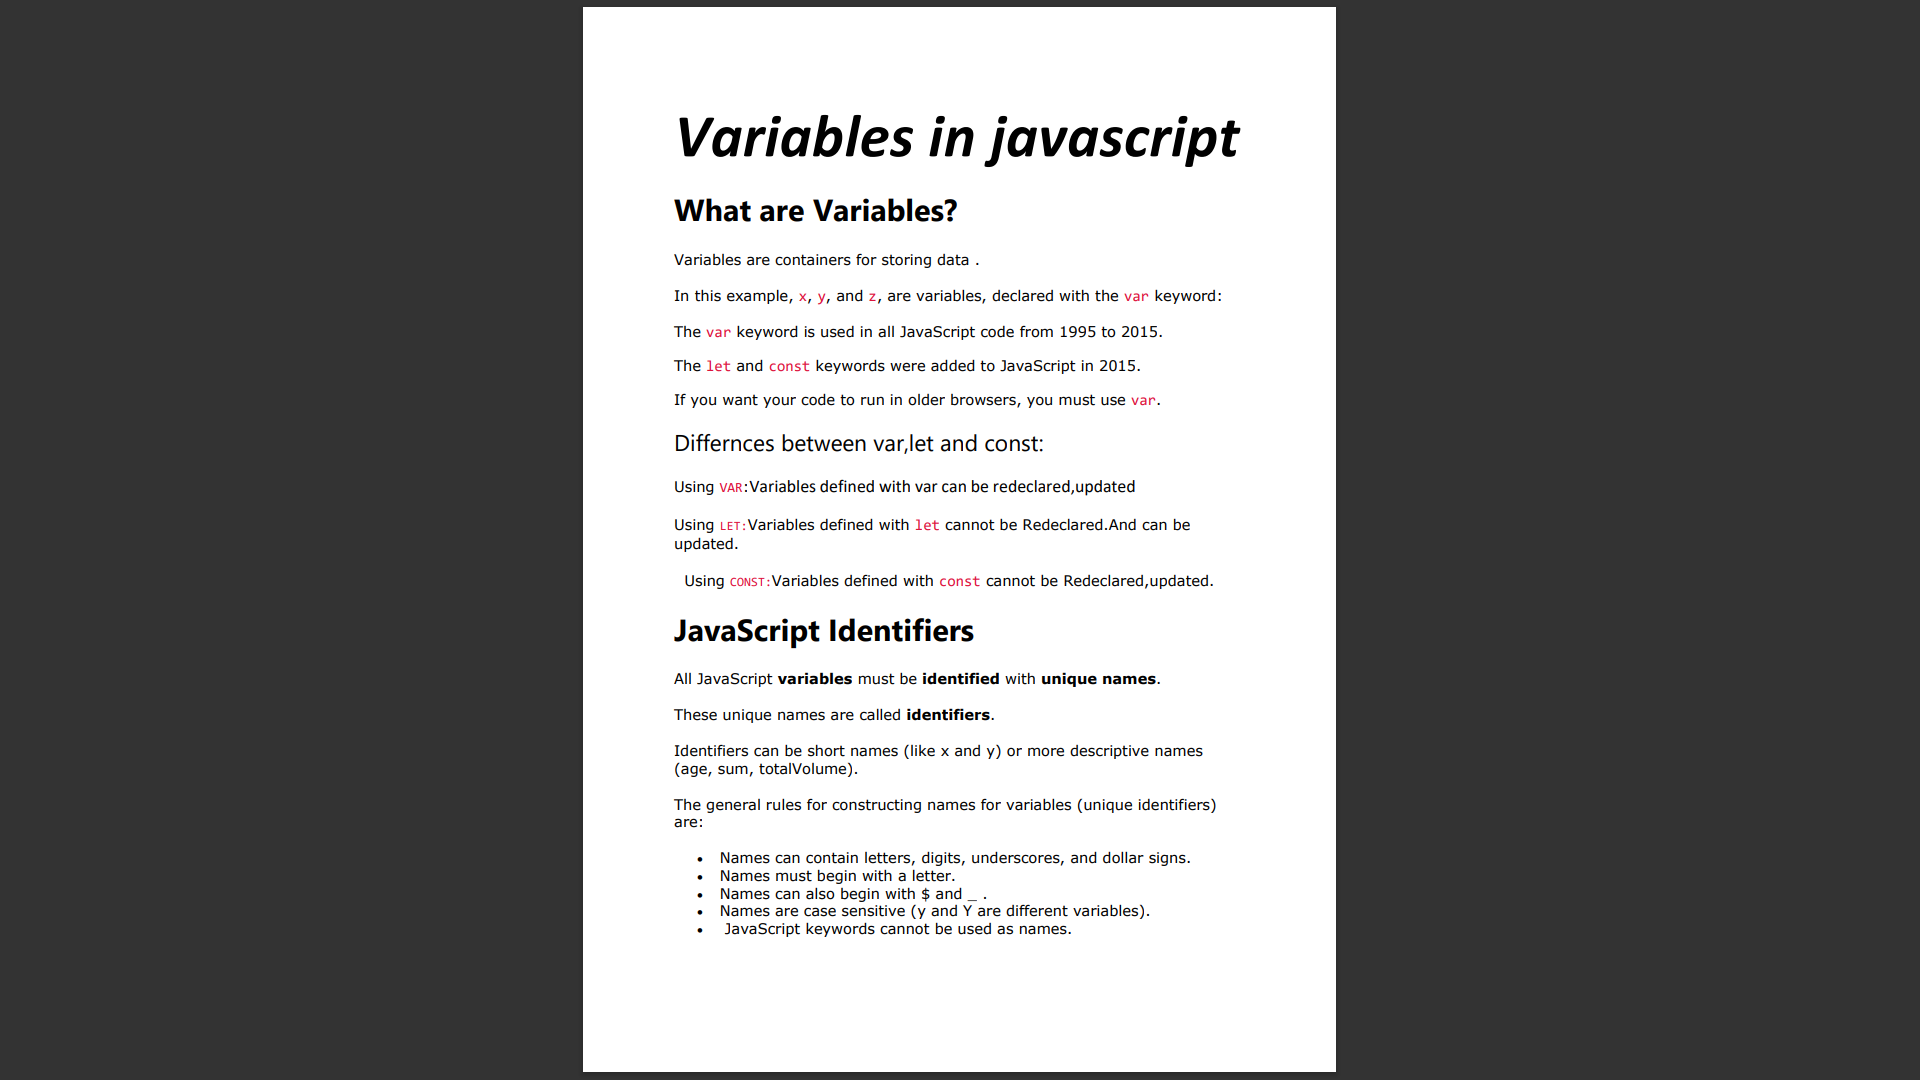 Variables in javascript
What are Variables?
Variables are containers for storing data .
In this example, x, y, and z, are variables, declared with the var keyword:
The var keyword is used in all JavaScript code from 1995 to 2015.
The let and const keywords were added to JavaScript in 2015.
If you want your code to run in older browsers, you must use var.
Differnces between var,let and const:
Using VAR:Variables defined with var can be redeclared,updated
Using LET:Variables defined with let cannot be Redeclared.And can be
updated.
Using CONST:Variables defined with const cannot be Redeclared,updated.
JavaScript Identifiers
All JavaScript variables must be identified with unique names.
These unique names are called identifiers.
Identifiers can be short names (like x and y) or more descriptive names
(age, sum, totalVolume).
The general rules for constructing names for variables (unique identifiers)
are:
• Names can contain letters, digits, underscores, and dollar signs.
• Names must begin with a letter.
• Names can also begin with $ and _ .
• Names are case sensitive (y and Y are different variables).
• JavaScript keywords cannot be used as names.